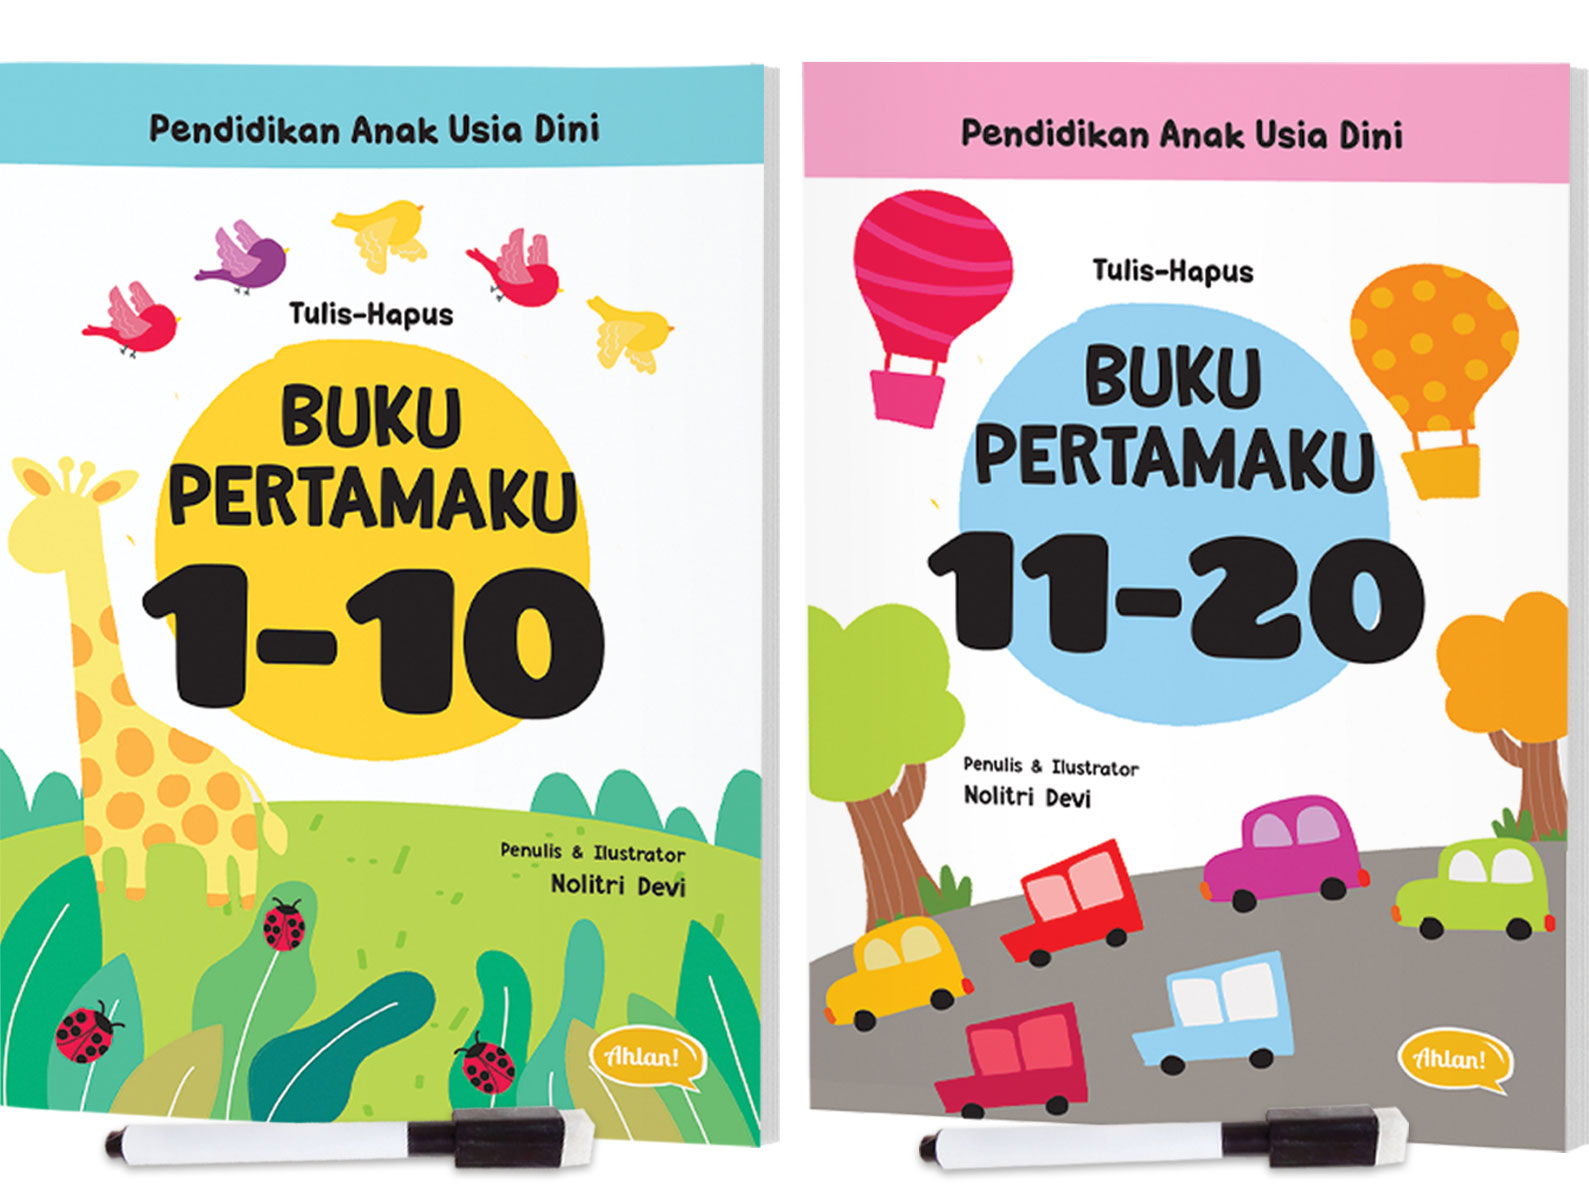 Pendidikan Anak Usia Dini
Tulis-Hapus
BUKU
PERTAMAKU
1-10
Penulis & Ilustrator
Nolitri Devi
Ahlan!
Pendidikan Anak Usia Dini
Tulis-Hapus
BUKU
PERTAMAKU
11-20
Penulis & Ilustrator
Nolitri Devi
Ahlan!